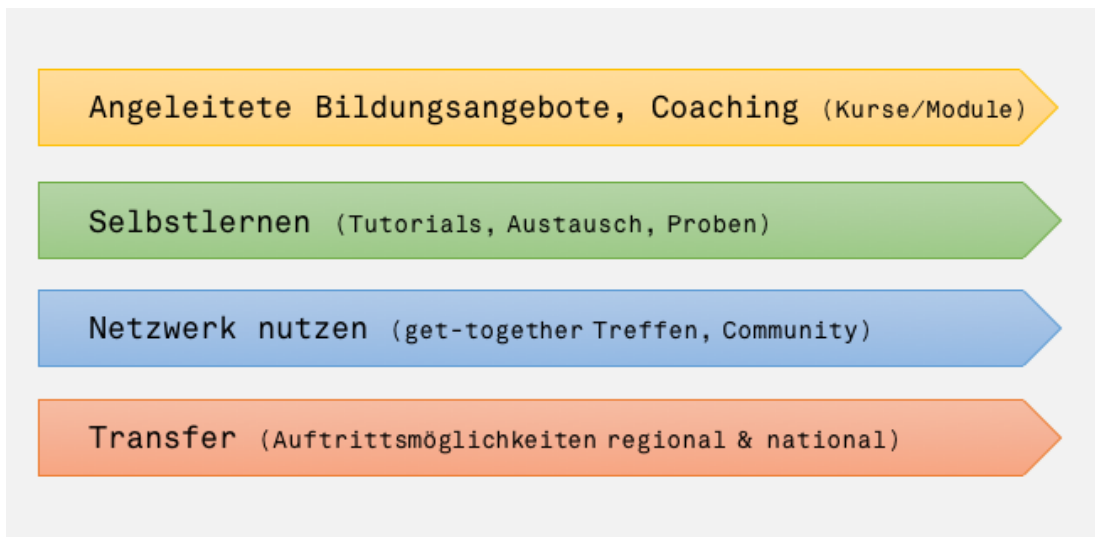 Angeleitete Bildungsangebote, Coaching (Kurse/Module)
Selbstlernen (Tutorials, Austausch, Proben)
Netzwerk nutzen (get-together Treffen, Community)
Transfer (Auftrittsmöglichkeiten regional & national)